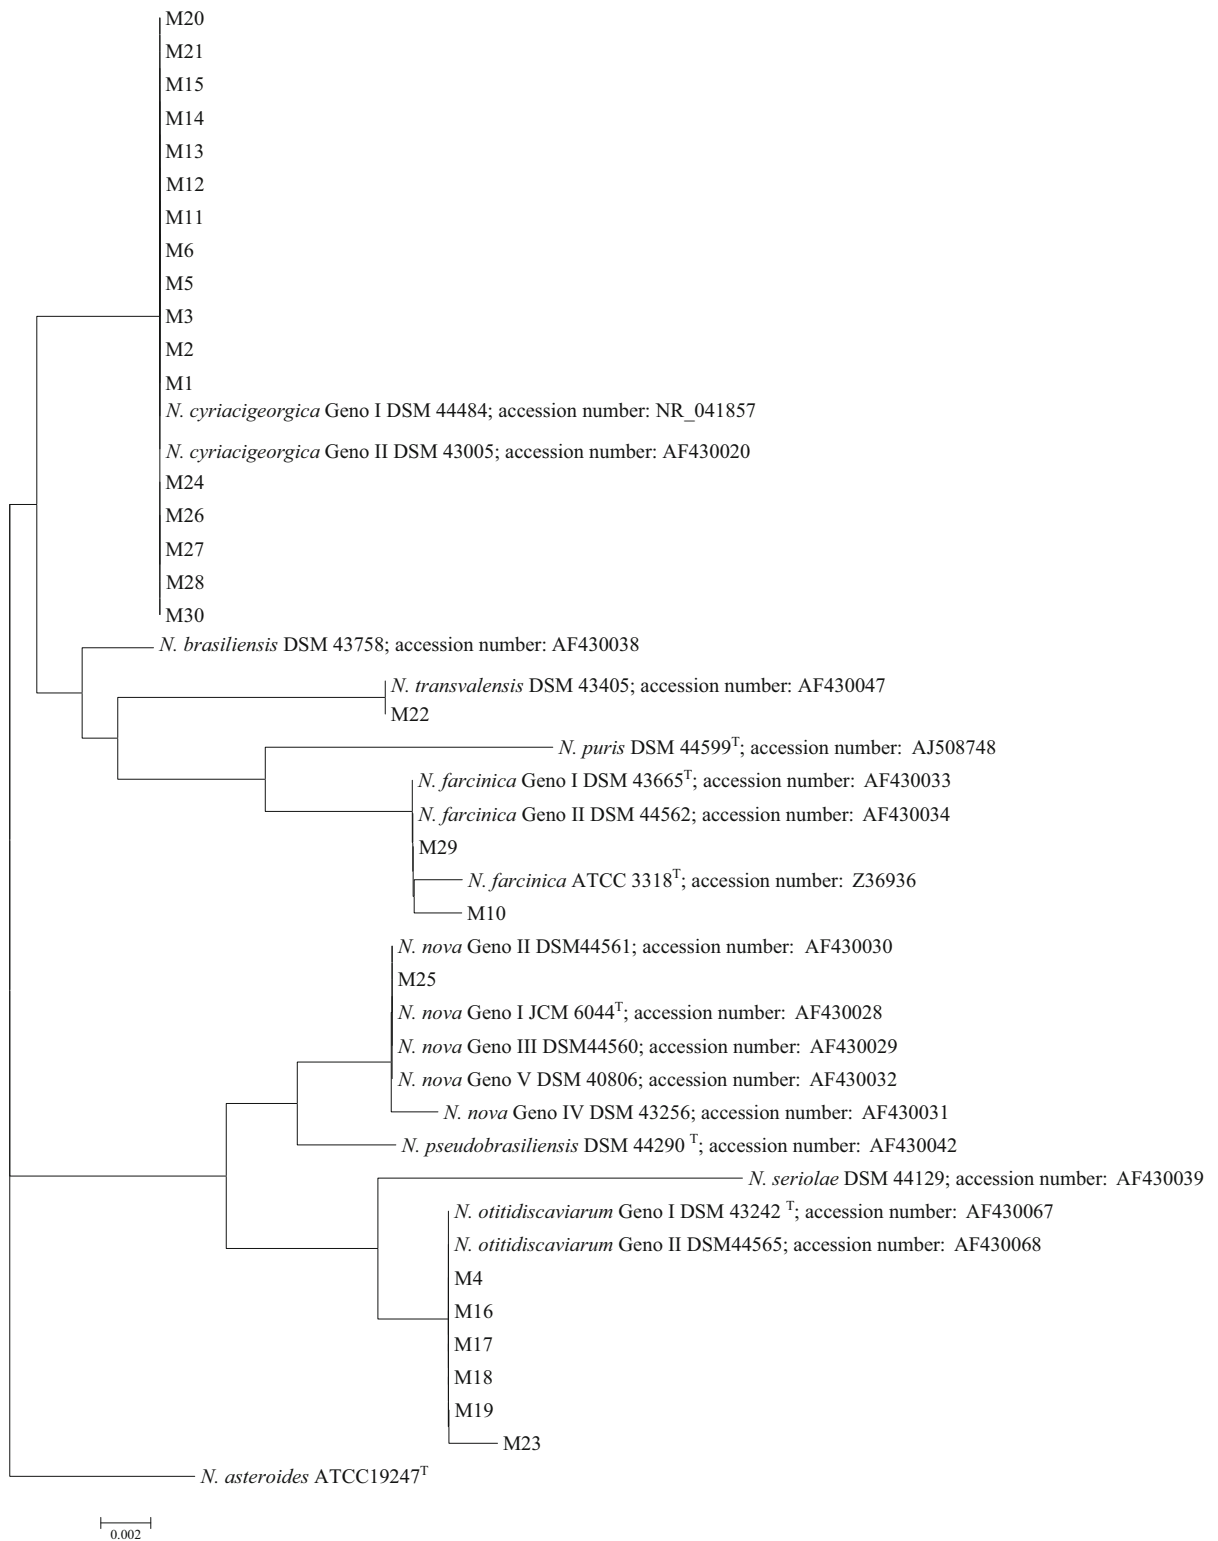 M20
M21
M15
M14
M13
M12
M11
M6
M5
M3
M2
M1
N. cyriacigeorgica Geno I DSM 44484; accession number: NR_041857
N. cyriacigeorgica Geno II DSM 43005; accession number: AF430020
M24
M26
M27
M28
M30
N. brasiliensis DSM 43758; accession number: AF430038
N. transvalensis DSM 43405; accession number: AF430047
M22
N. puris DSM 44599T; accession number: AJ508748
N. farcinica Geno I DSM 43665T; accession number: AF430033
N. farcinica Geno II DSM 44562; accession number: AF430034
M29
N. farcinica ATCC 3318T; accession number: Z36936
M10
N. nova Geno II DSM44561; accession number: AF430030
M25
N. nova Geno I JCM 6044T; accession number: AF430028
N. nova Geno III DSM44560; accession number: AF430029
N. nova Geno V DSM 40806; accession number: AF430032
N. nova Geno IV DSM 43256; accession number: AF430031
N. pseudobrasiliensis DSM 44290 T; accession number: AF430042
N. seriolae DSM 44129; accession number: AF430039
N. otitidiscaviarum Geno I DSM 43242 T; accession number: AF430067
N. otitidiscaviarum Geno II DSM44565; accession number: AF430068
M4
M16
M17
M18
M19
M23
N. asteroides ATCC19247T
0.002